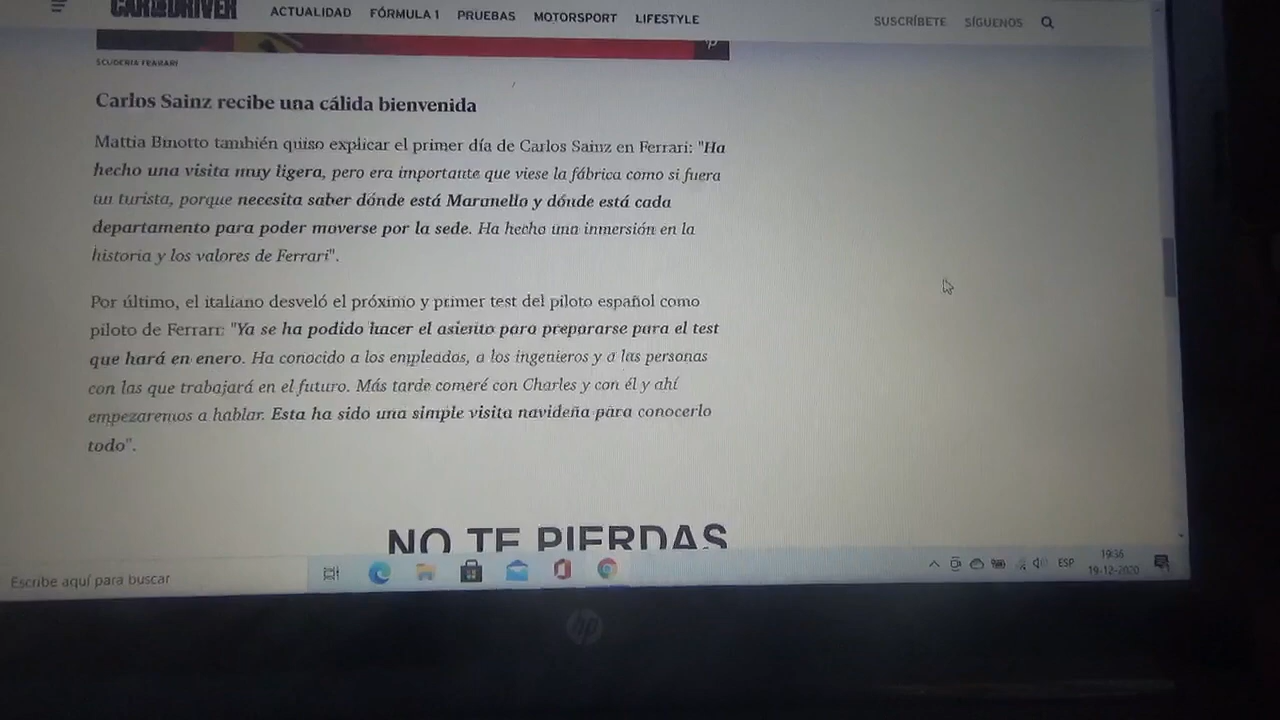 CAR AND DRIVER
ACTUALIDAD FÓRMULA 1 PRUEBAS MOTORSPORT LIFESTYLE SUSCRÍBETE SÍGUENOS
SCUDERIA FERRARI
Carlos Sainz recibe una cálida bienvenida
Mattia Binotto también quiso explicar el primer día de Carlos Sainz en Ferrari: "Ha
hecho una visita muy ligera, pero era importante que viese la fábrica como si fuera
un turista, porque necesita saber dónde está Maranello y dónde está cada
departamento para poder moverse por la sede. Ha hecho una inmersión en la
historia y los valores de Ferrari".
Por último, el italiano desveló el próximo y primer test del piloto español como
piloto de Ferrari: "Ya se ha podido hacer el asiento para prepararse para el test
que hará en enero. Ha conocido a los empleados, a los ingenieros y a las personas
con las que trabajará en el futuro. Más tarde comeré con Charles y con él y ahí
empezaremos a hablar. Esta ha sido una simple visita navideña para conocerlo
todo".
NO TE PIERDAS
Escribe aquí para buscar
ESP
19:36
19-12-2020
hp